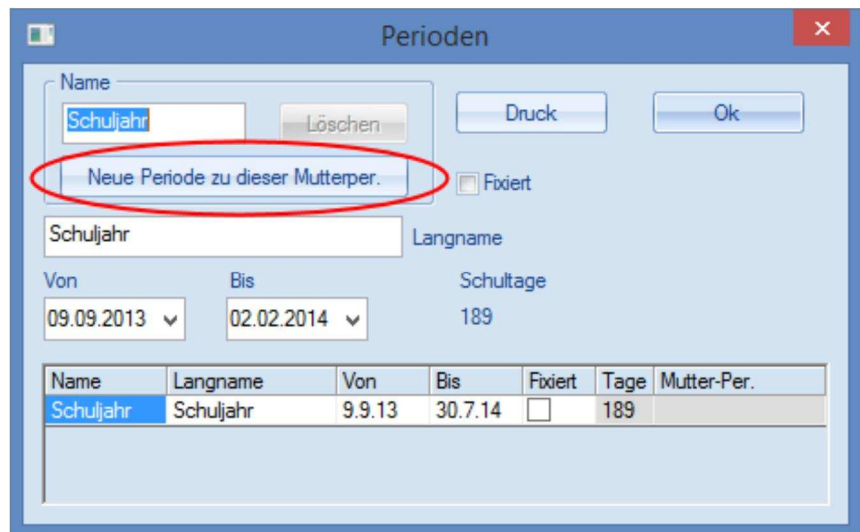 Perioden
Name
Schuljahr Löschen Druck Ok
Neue Periode zu dieser Mutterper. Fixiert
Schuljahr Langname
Von Bis Schultage
09.09.2013 02.02.2014 189
Name Langname Von Bis Fixiert Tage Mutter-Per.
Schuljahr Schuljahr 9.9.13 30.7.14 189